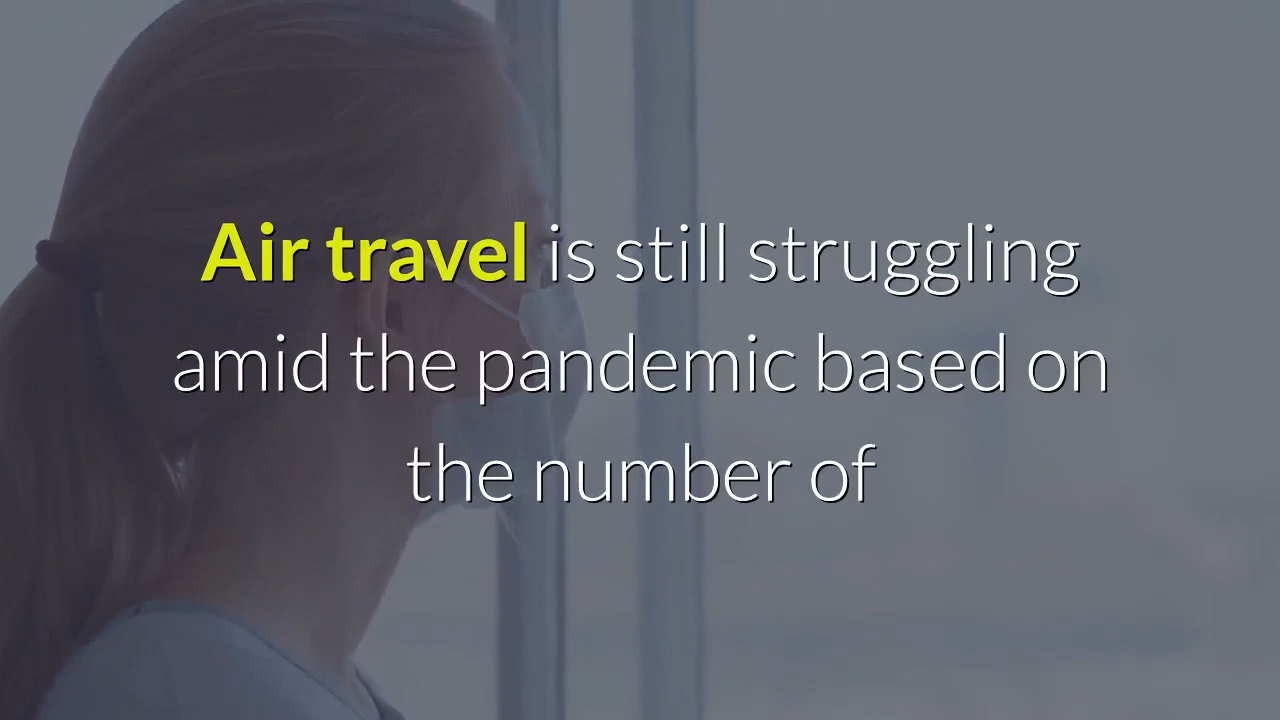 Air travel is still struggling
amid the pandemic based on
the number of